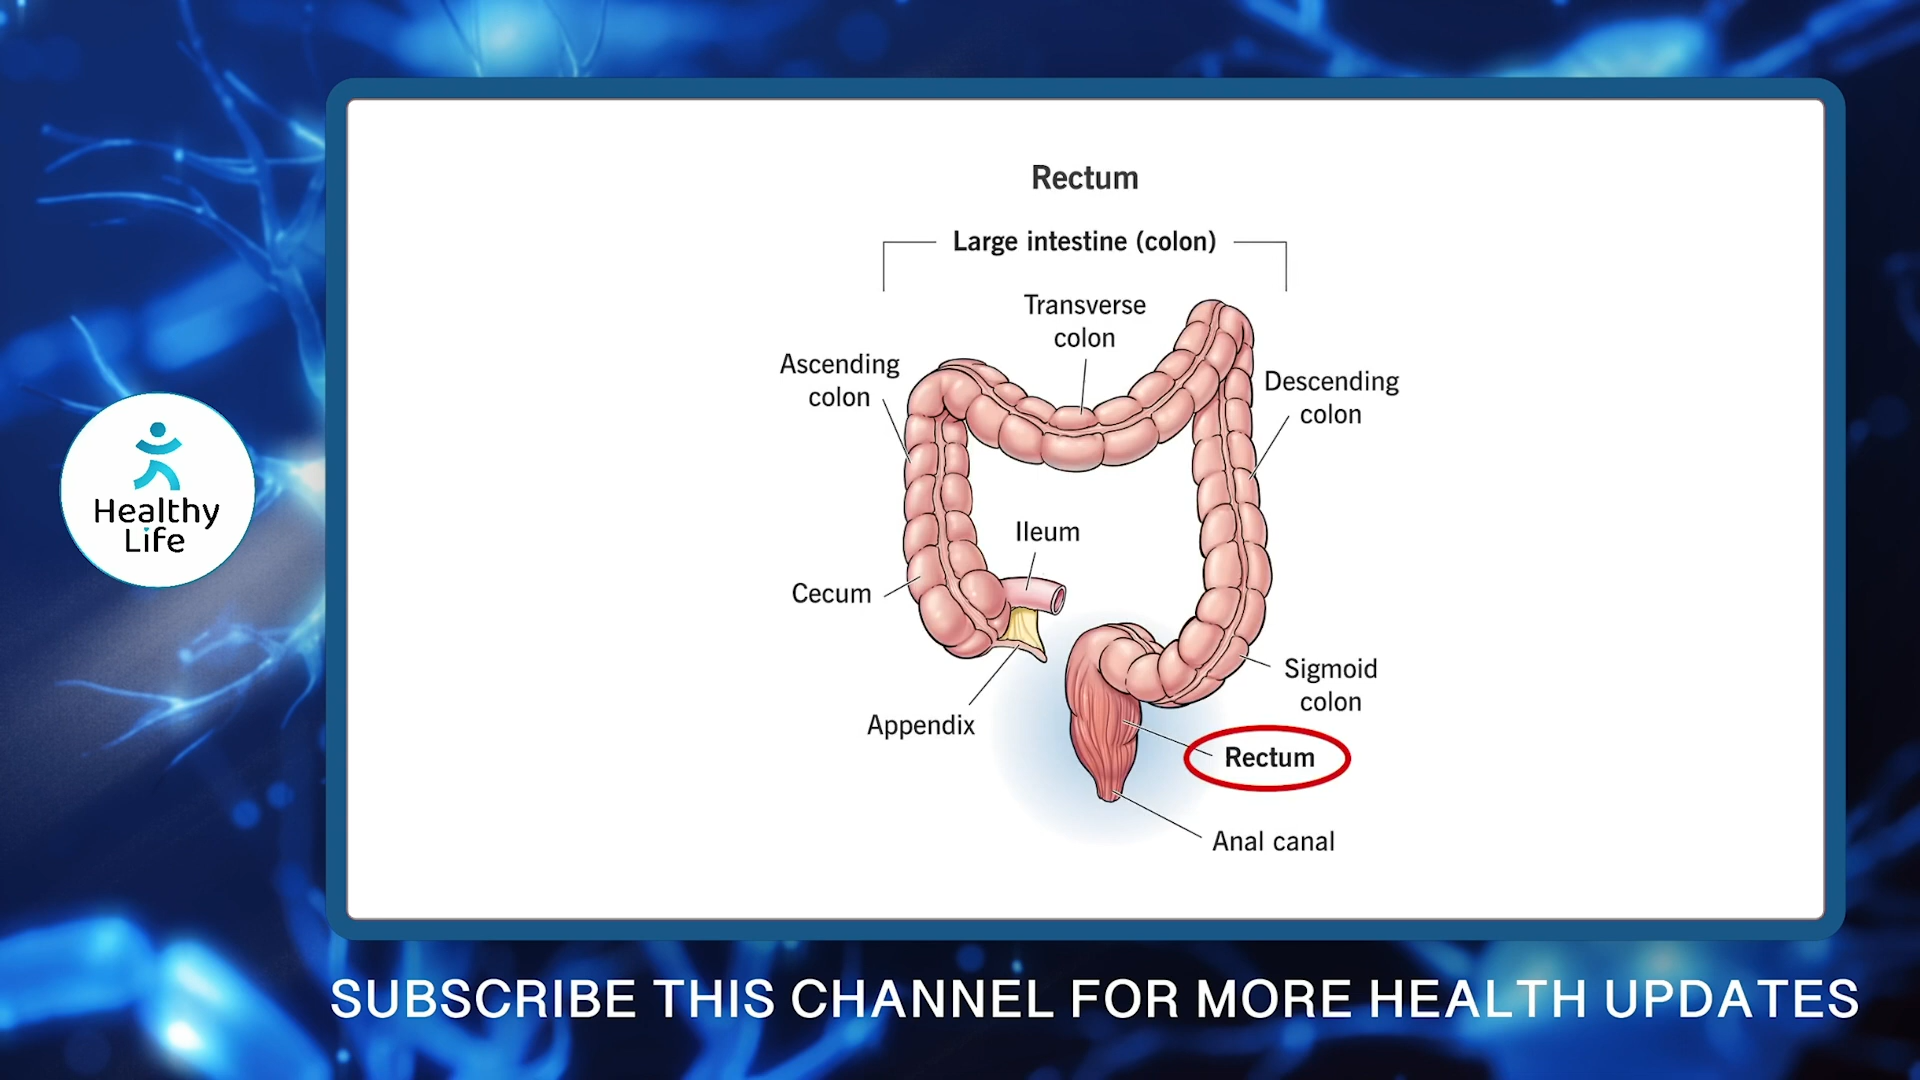 Rectum
Large intestine (colon)
Transverse
colon
Ascending
colon
Descending
colon
Ileum
Cecum
Sigmoid
colon
Appendix
Rectum
Anal canal
Healthy
Life
SUBSCRIBE THIS CHANNEL FOR MORE HEALTH UPDATES